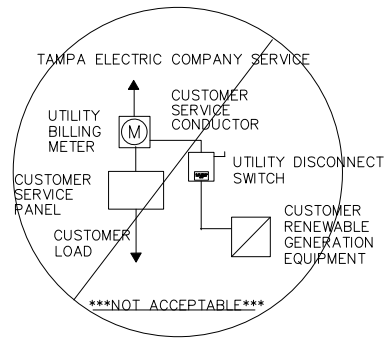 TAMPA ELECTRIC COMPANY SERVICE
CUSTOMER
SERVICE
CONDUCTOR
UTILITY
BILLING
METER
M
UTILITY DISCONNECT
SWITCH
CUSTOMER
SERVICE
PANEL
CUSTOMER
RENEWABLE
GENERATION
EQUIPMENT
CUSTOMER
LOAD
***NOT ACCEPTABLE***